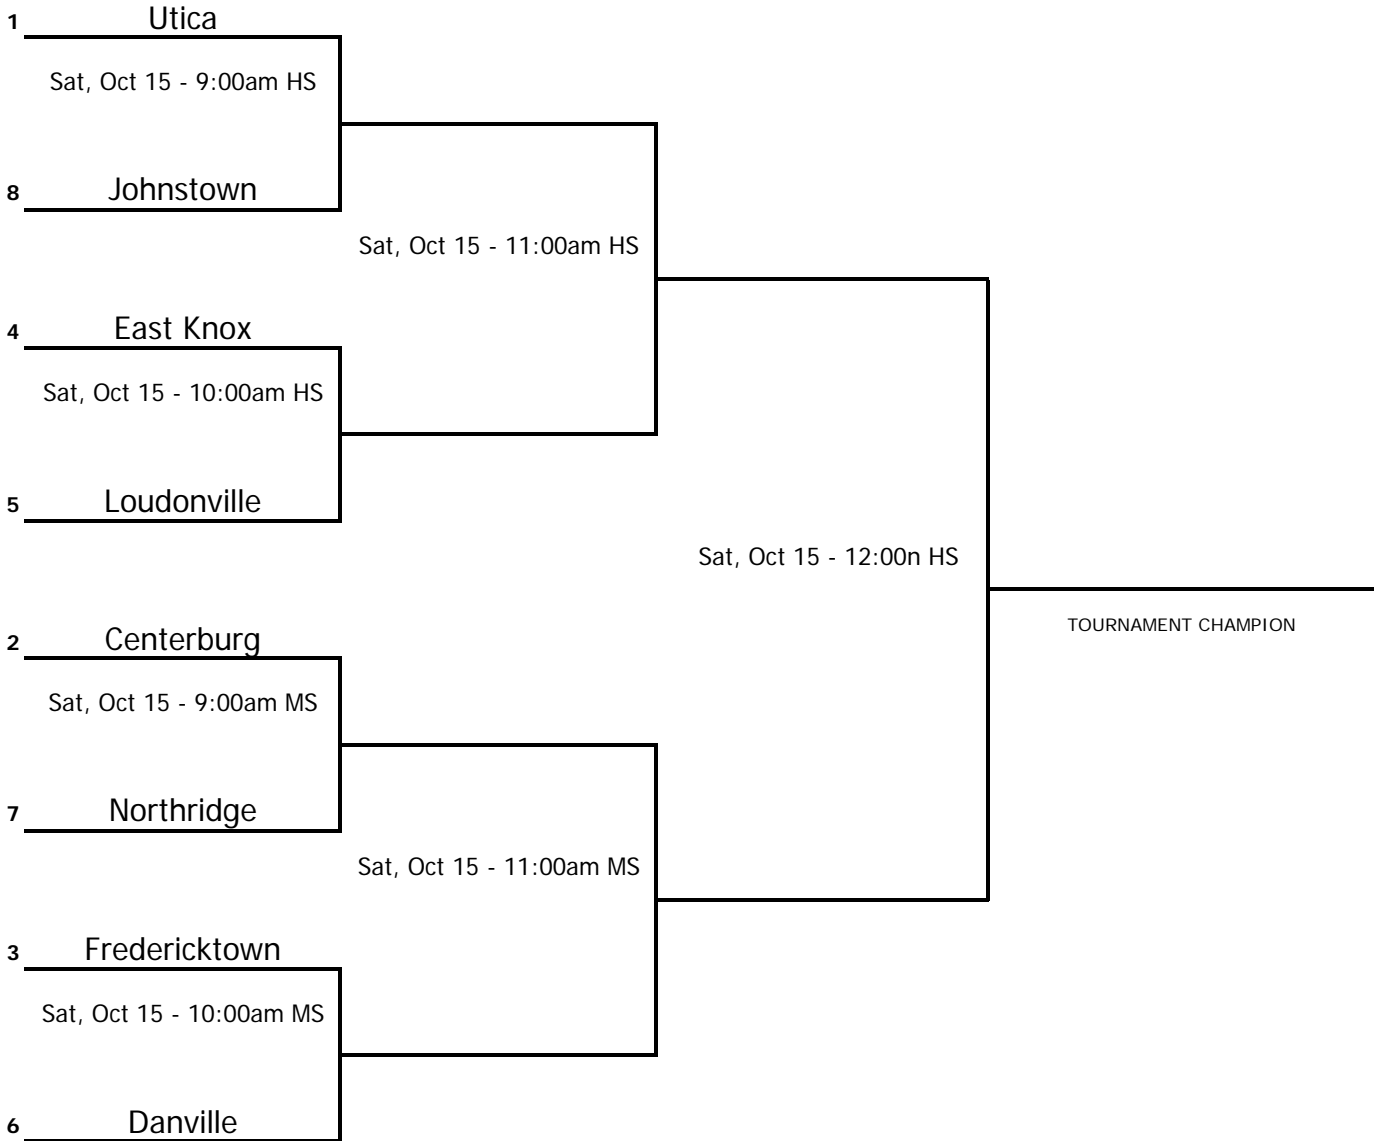 1 Utica
Sat, Oct 15 - 9:00am HS
8 Johnstown
Sat, Oct 15 - 11:00am HS
4 East Knox
Sat, Oct 15 - 10:00am HS
5 Loudonville
Sat, Oct 15 - 12:00n HS
TOURNAMENT CHAMPION
2 Centerburg
Sat, Oct 15 - 9:00am MS
7 Northridge
Sat, Oct 15 - 11:00am MS
3 Fredericktown
Sat, Oct 15 - 10:00am MS
6 Danville